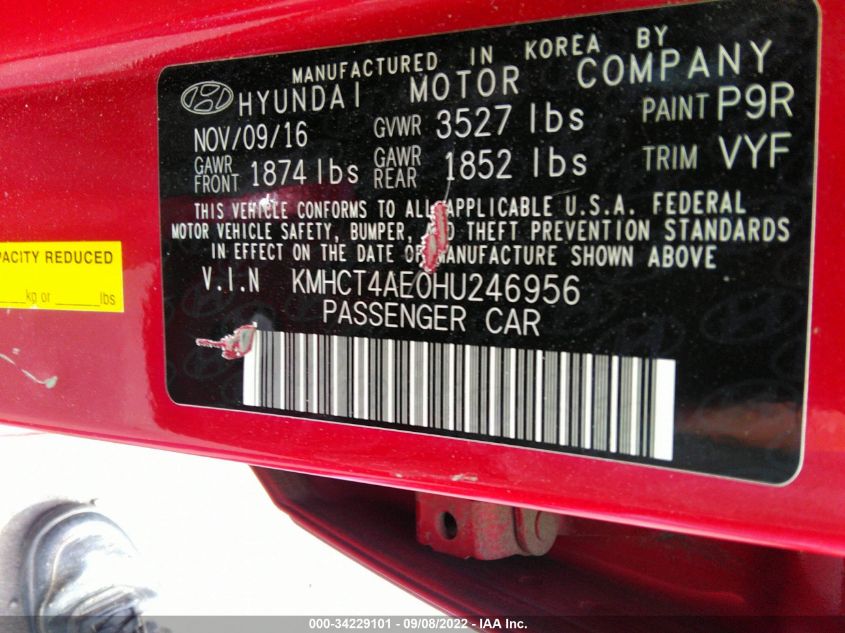 MANUFACTURED IN KOREA BY
HYUNDAI MOTOR COMPANY
NOV/09/16 GVWR 3527 lbs PAINT P9R
GAWR FRONT 1874 lbs GAWR REAR 1852 lbs TRIM VYF
THIS VEHICLE CONFORMS TO ALL APPLICABLE U.S.A. FEDERAL
MOTOR VEHICLE SAFETY, BUMPER, THEFT PREVENTION STANDARDS
IN EFFECT ON THE DATE OF MANUFACTURE SHOWN ABOVE
V.I.N KMHCT4AE0HU246956
PASSENGER CAR
PACITY REDUCED
kg or lbs
000-34229101 - 09/08/2022 - IAA Inc.